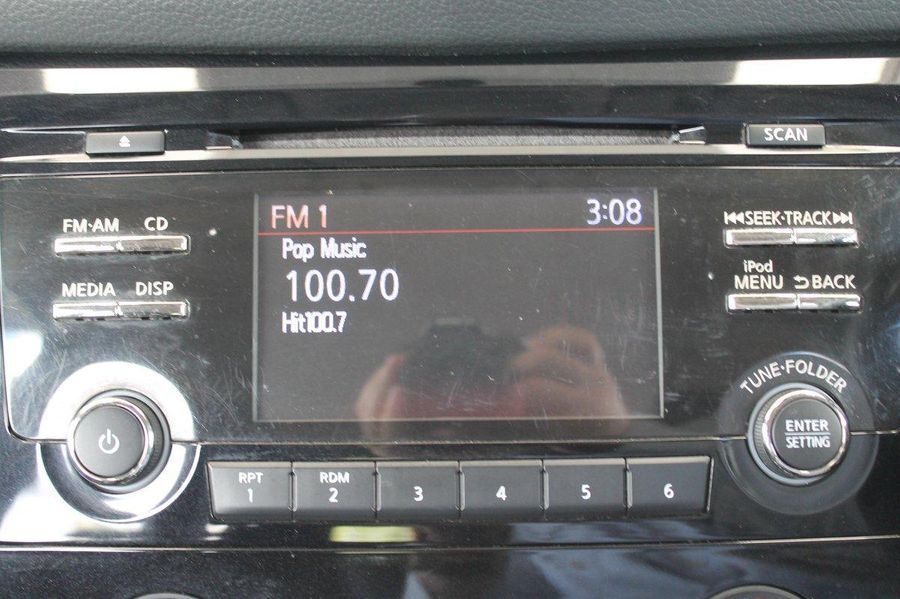 SCAN
FM·AM CD
SEEK·TRACK
MEDIA DISP
iPod
MENU BACK
FM 1 3:08
Pop Music
100.70
Hit100.7
TUNE·FOLDER
ENTER
SETTING
RPT RDM
1 2 3 4 5 6